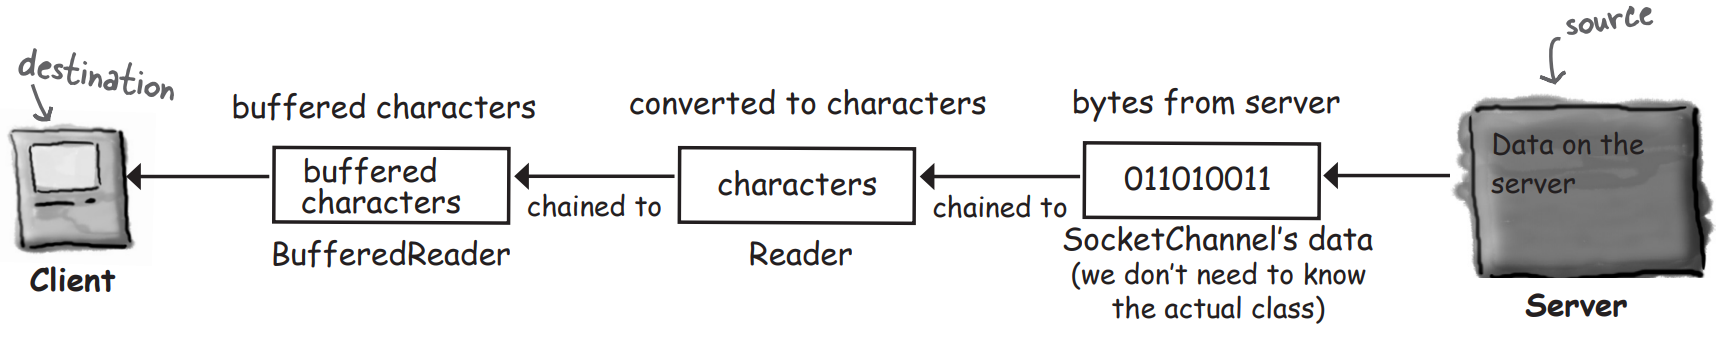 source
destination
buffered characters
converted to characters
bytes from server
buffered
characters
characters
011010011
Data on the
server
chained to
chained to
BufferedReader
Reader
SocketChannel's data
(we don't need to know
the actual class)
Client
Server